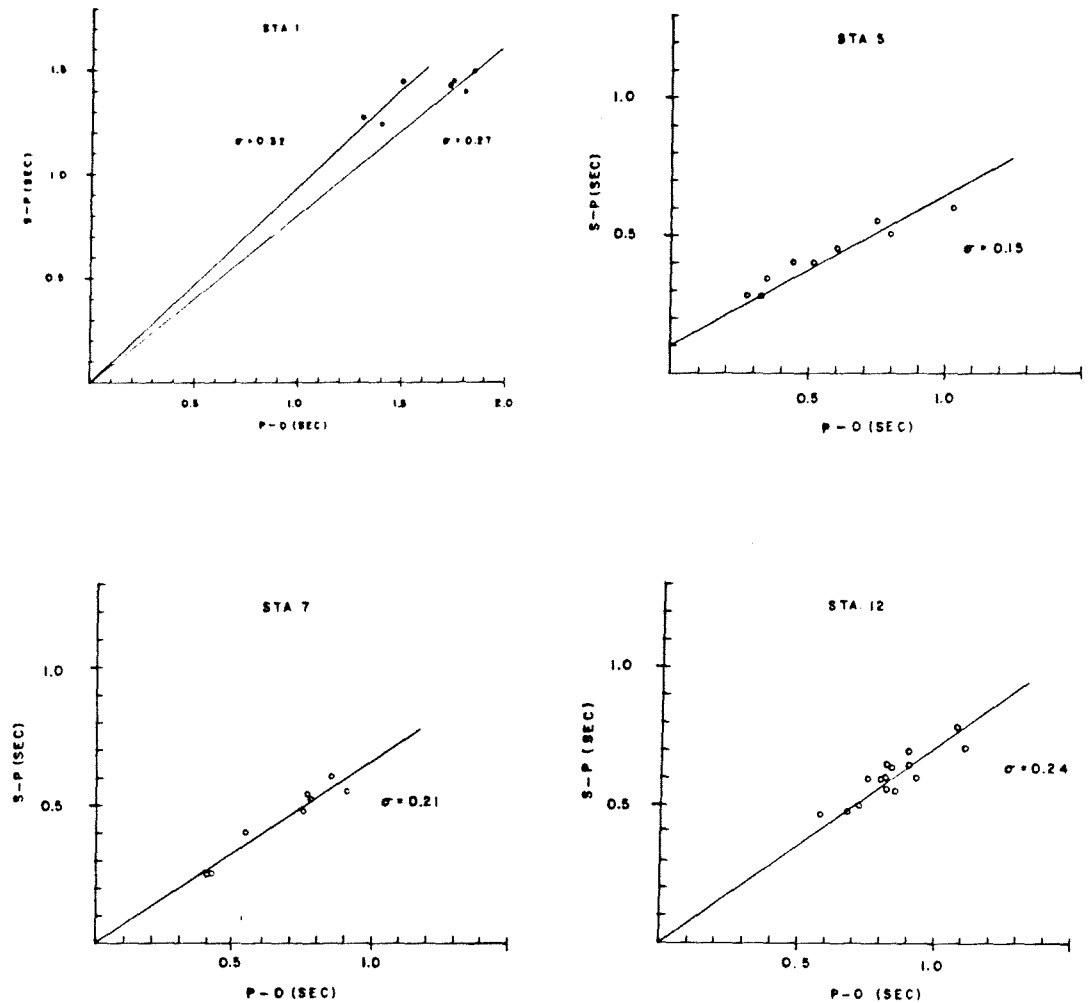 STA 1
1.5
1.0
0.5
S-P (SEC)
σ = 0.32
σ = 0.27
0.5 1.0 1.5 2.0
P-O (SEC)
STA 5
1.0
0.5
S-P (SEC)
σ = 0.15
0.5 1.0
P-O (SEC)
STA 7
1.0
0.5
S-P (SEC)
σ = 0.21
0.5 1.0
P-O (SEC)
STA. 12
1.0
0.5
S-P (SEC)
σ = 0.24
0.5 1.0
P-O (SEC)